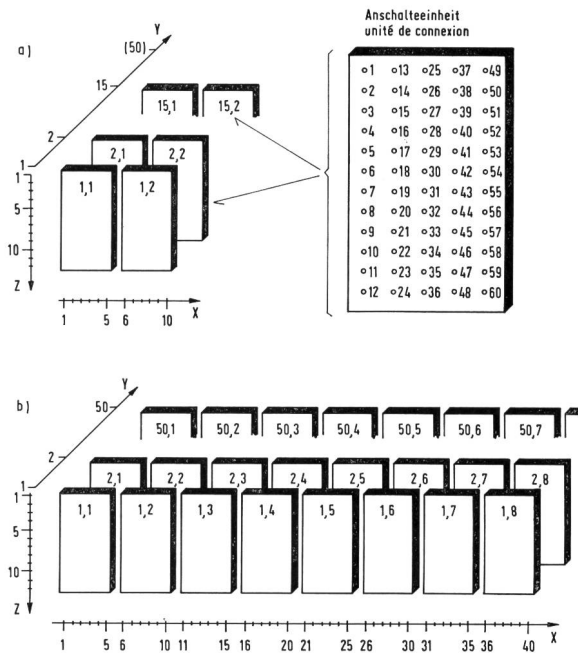 Anschalteeinheit
unité de connexion
a)
Y
(50)
15
2
1
15,1 15,2
2,1 2,2
1,1 1,2
1
5
10
Z
1 5 6 10 X
1 13 25 37 49
2 14 26 38 50
3 15 27 39 51
4 16 28 40 52
5 17 29 41 53
6 18 30 42 54
7 19 31 43 55
8 20 32 44 56
9 21 33 45 57
10 22 34 46 58
11 23 35 47 59
12 24 36 48 60
b)
Y
50
2
1
50,1 50,2 50,3 50,4 50,5 50,6 50,7
2,1 2,2 2,3 2,4 2,5 2,6 2,7 2,8
1,1 1,2 1,3 1,4 1,5 1,6 1,7 1,8
1
5
10
Z
X
1 5 6 10 11 15 16 20 21 25 26 30 31 35 36 40